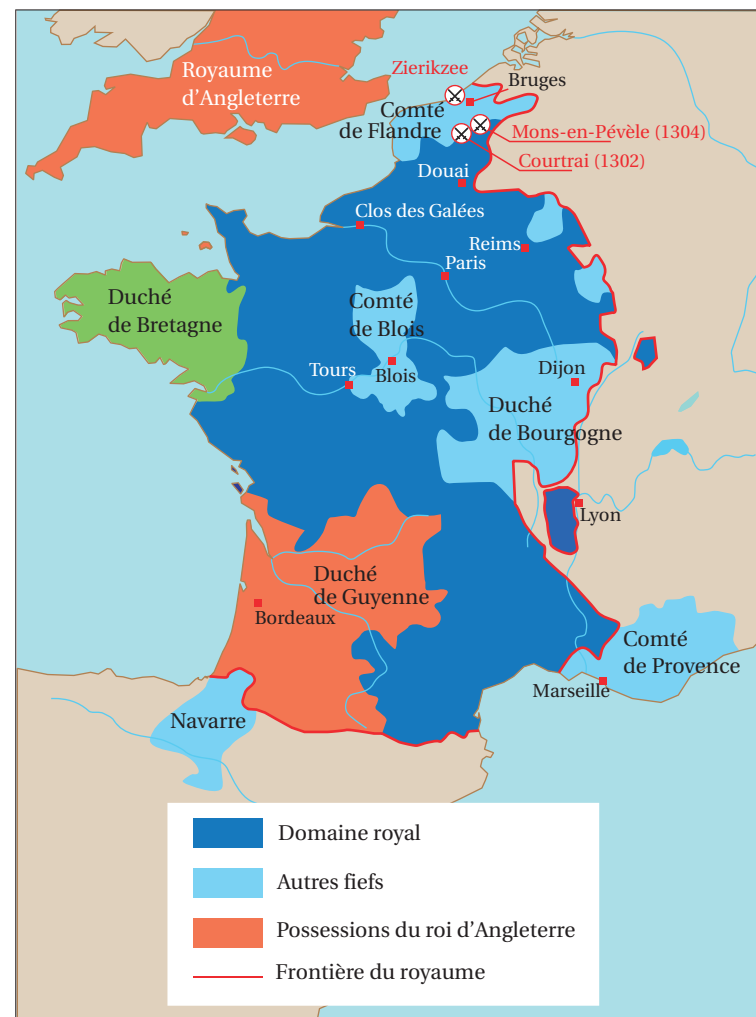 Royaume
d'Angleterre
Zierikzee
Bruges
Comté
de Flandre
Mons-en-Pévèle (1304)
Courtrai (1302)
Douai
Clos des Galées
Reims
Paris
Duché
de Bretagne
Comté
de Blois
Tours
Blois
Dijon
Duché
de Bourgogne
Lyon
Duché
de Guyenne
Bordeaux
Comté
de Provence
Marseille
Navarre
Domaine royal
Autres fiefs
Possessions du roi d'Angleterre
Frontière du royaume